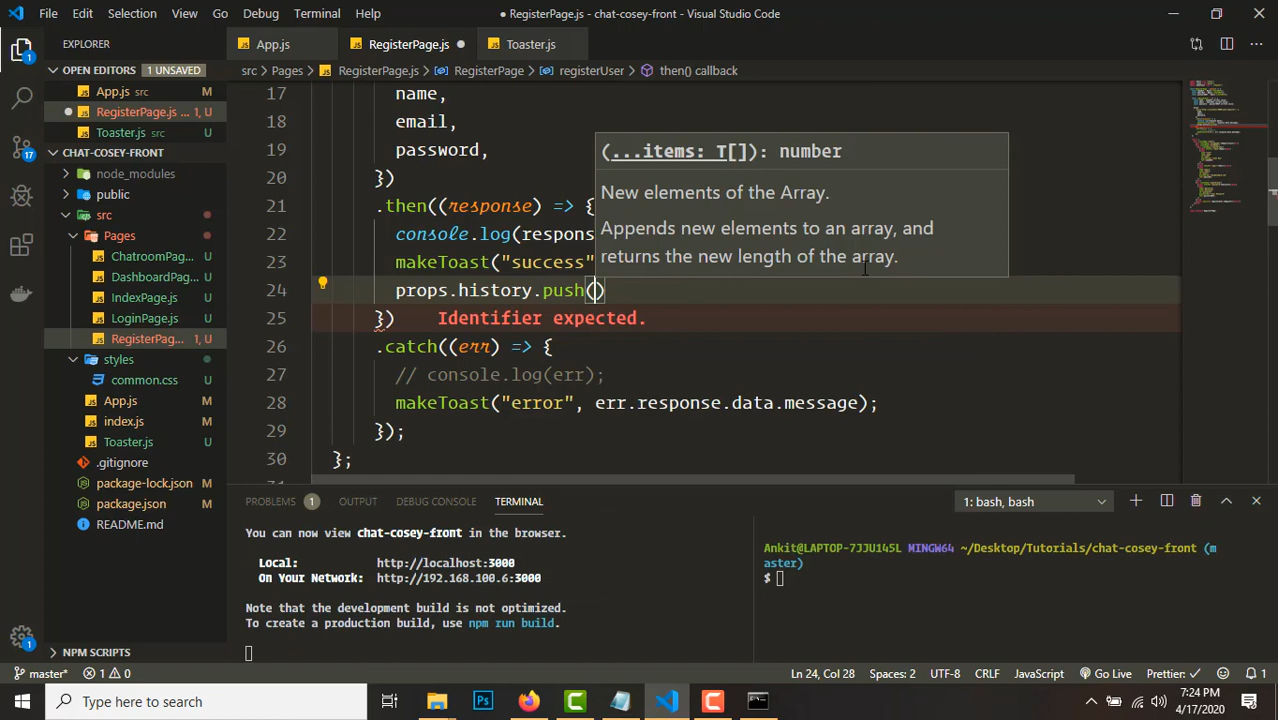 File Edit Selection View Go Debug Terminal Help
● RegisterPage.js - chat-cosey-front - Visual Studio Code
EXPLORER
App.js
RegisterPage.js
Toaster.js
OPEN EDITORS 1 UNSAVED
src > Pages > RegisterPage.js > RegisterPage > registerUser > then() callback
App.js src M
RegisterPage.js ... 1, U
Toaster.js src U
CHAT-COSEY-FRONT
node_modules
public
src
Pages
ChatroomPag... U
DashboardPag... U
IndexPage.js U
LoginPage.js U
RegisterPag... 1, U
styles
common.css U
App.js M
index.js U
Toaster.js U
.gitignore
package-lock.json M
package.json M
README.md
NPM SCRIPTS
17 name,
18 email,
19 password,
20 })
21 .then((response) => {
22 console.log(respons
23 makeToast("success"
24 props.history.push()
25 }) Identifier expected.
26 .catch((err) => {
27 // console.log(err);
28 makeToast("error", err.response.data.message);
29 });
30 };
(...items: T[]): number
New elements of the Array.
Appends new elements to an array, and
returns the new length of the array.
PROBLEMS 1 OUTPUT DEBUG CONSOLE TERMINAL
1: bash, bash
You can now view chat-cosey-front in the browser.
Local: http://localhost:3000
On Your Network: http://192.168.100.6:3000
Note that the development build is not optimized.
To create a production build, use npm run build.
Ankit@LAPTOP-7JJU145L MINGW64 ~/Desktop/Tutorials/chat-cosey-front (m
aster)
$
master* 1 0
Ln 24, Col 28 Spaces: 2 UTF-8 CRLF JavaScript Go Live Prettier: ✓ 1
Type here to search
7:24 PM
4/17/2020